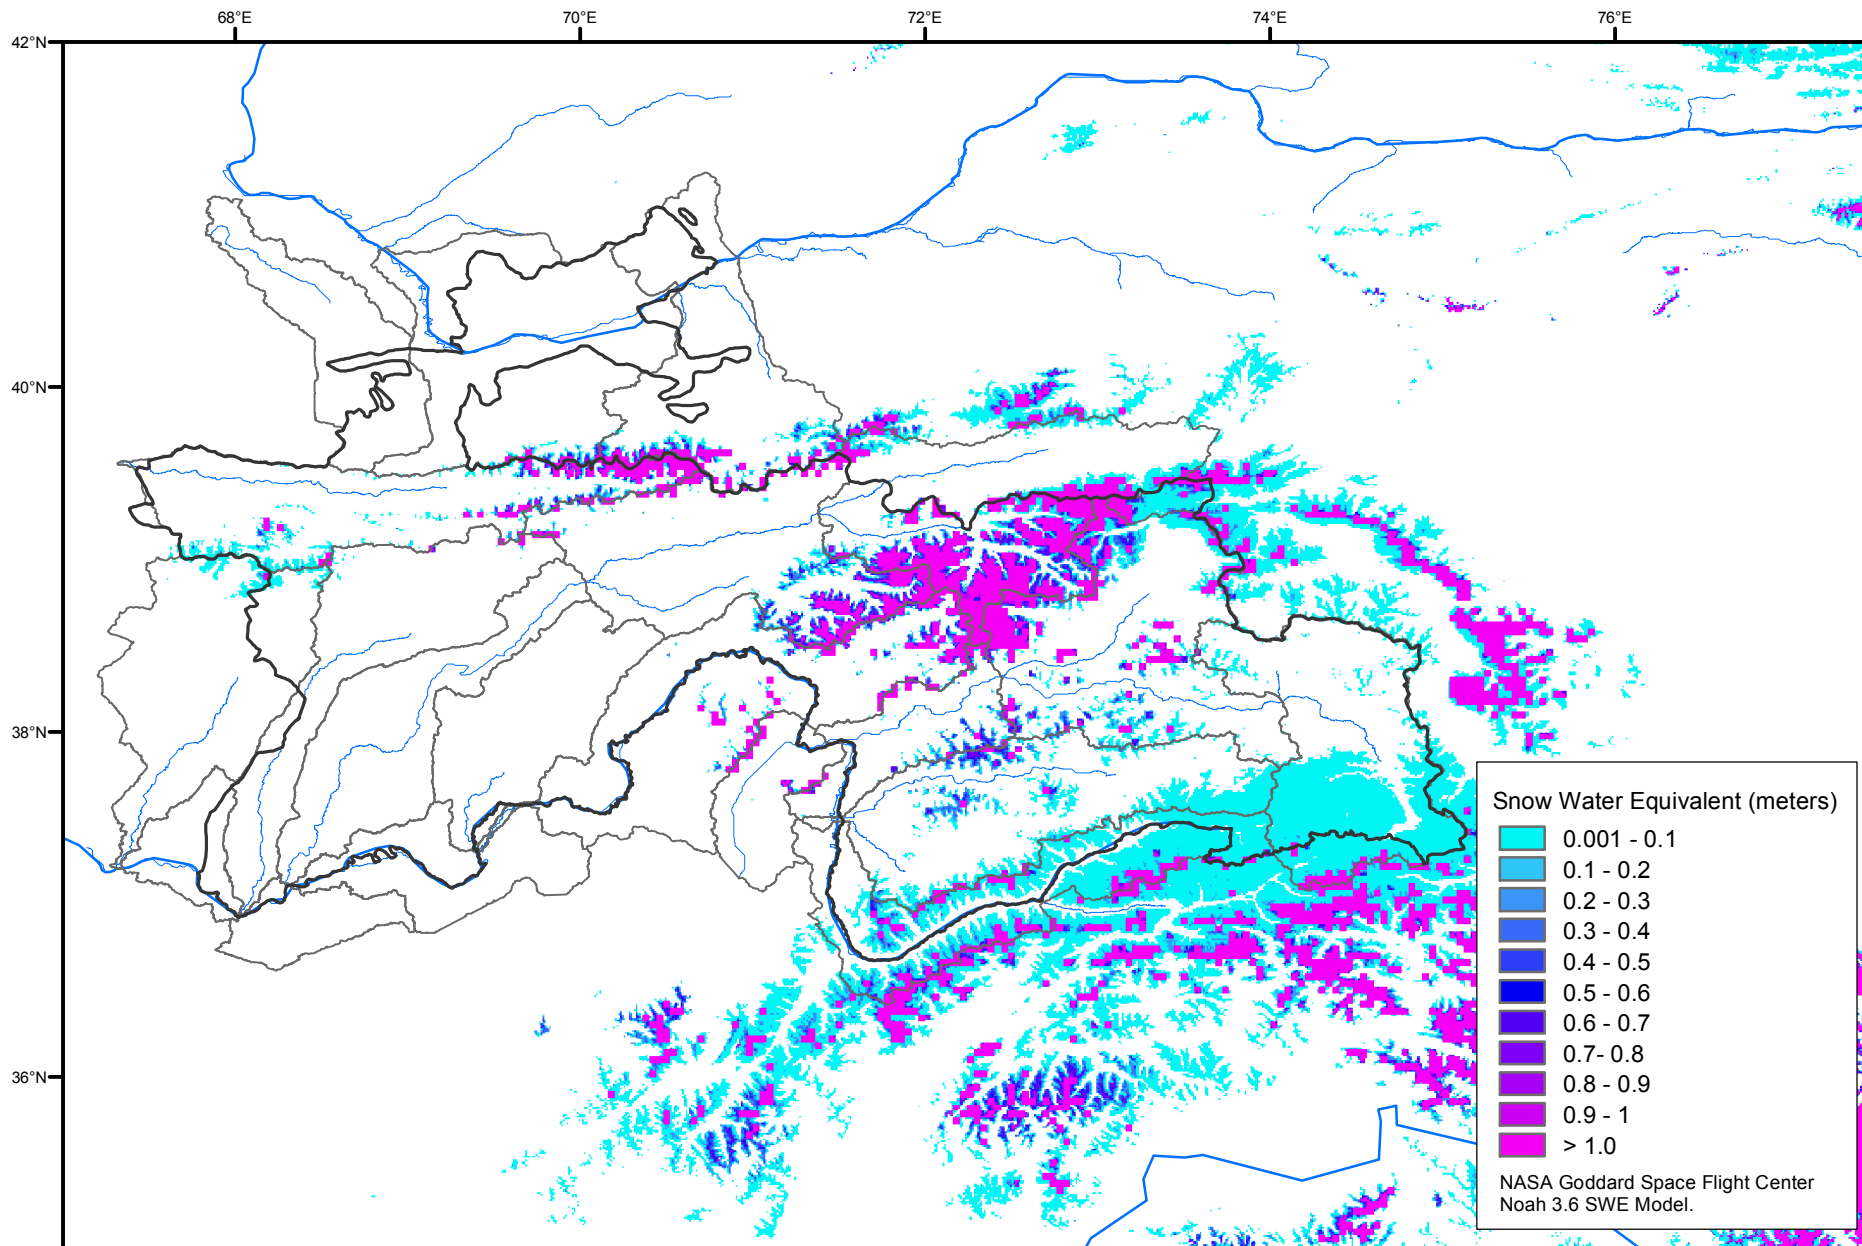 68°E
70°E
72°E
74°E
76°E
42°N
40°N
38°N
36°N
Snow Water Equivalent (meters)
0.001 - 0.1
0.1 - 0.2
0.2 - 0.3
0.3 - 0.4
0.4 - 0.5
0.5 - 0.6
0.6 - 0.7
0.7- 0.8
0.8 - 0.9
0.9 - 1
> 1.0
NASA Goddard Space Flight Center
Noah 3.6 SWE Model.